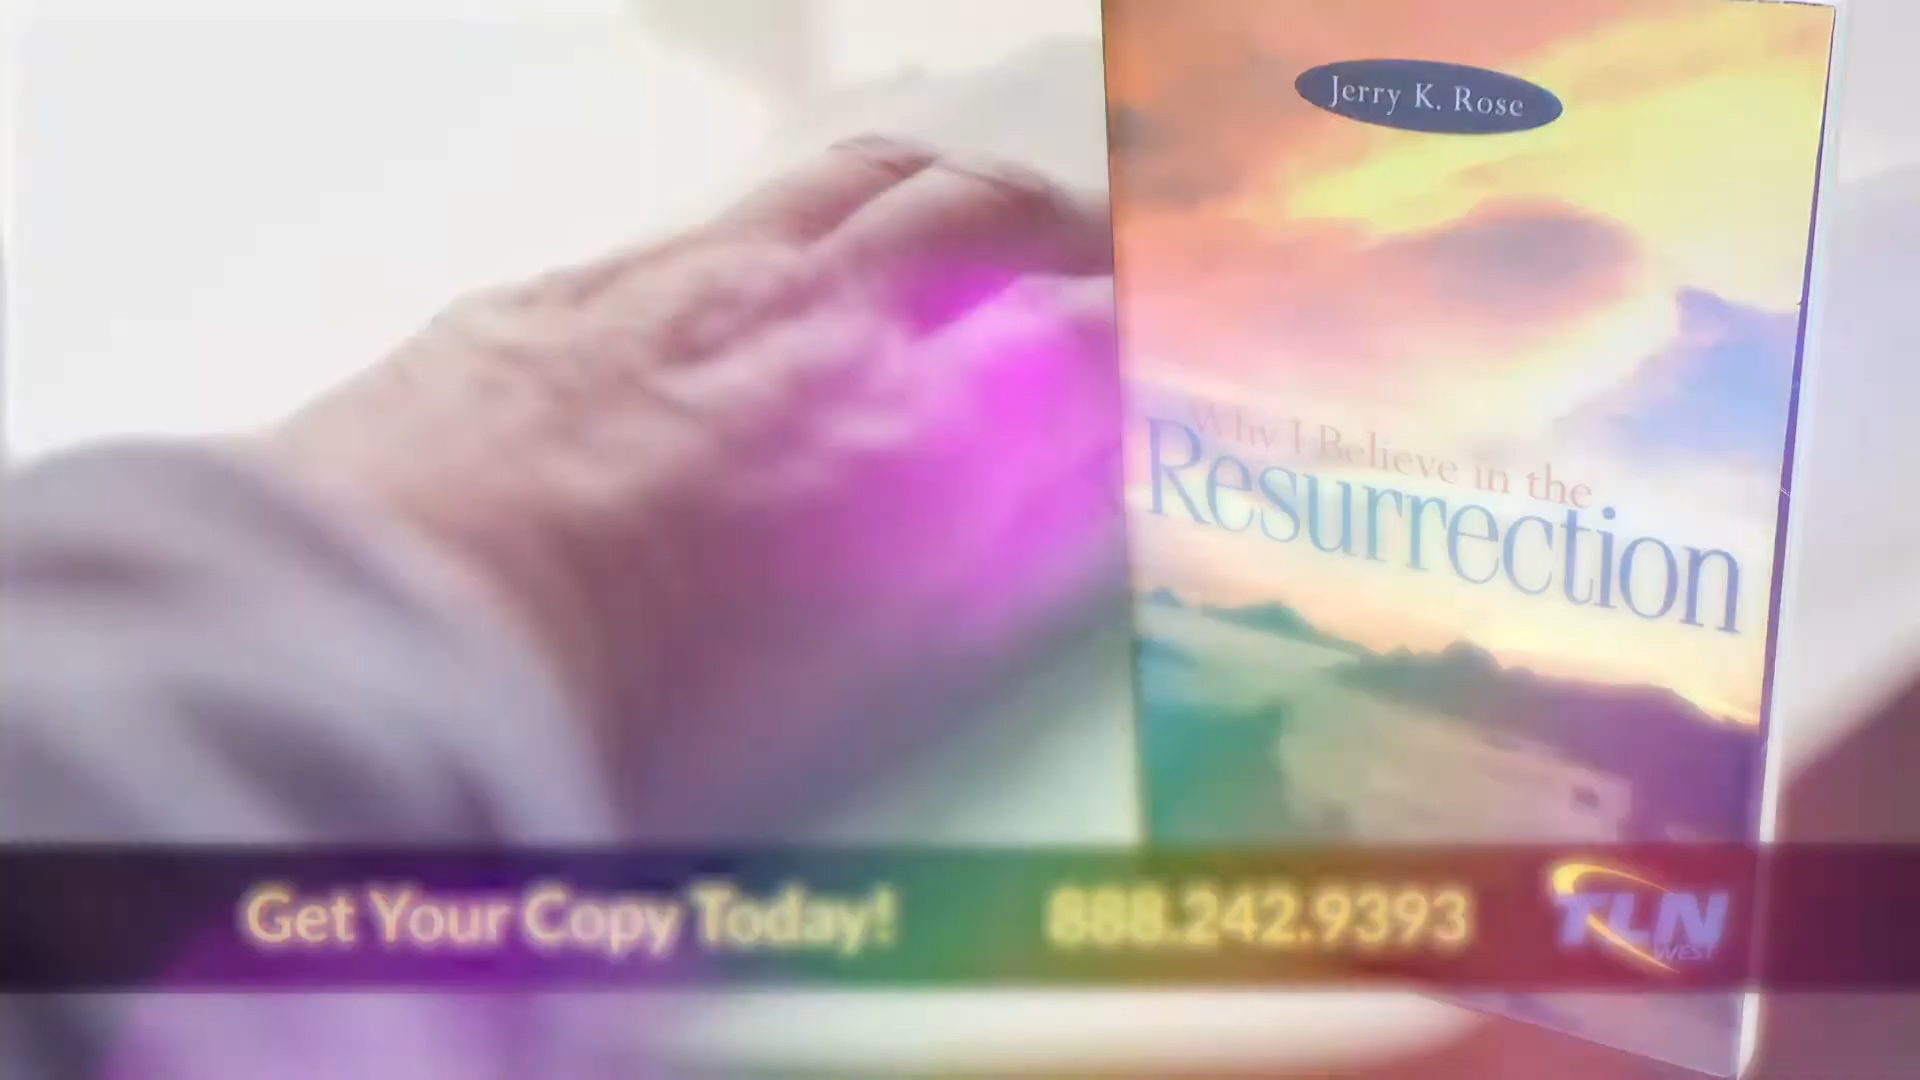 Jerry K. Rose
Why I Believe in the
Resurrection
Get Your Copy Today!
888.242.9393
TLN
WEST